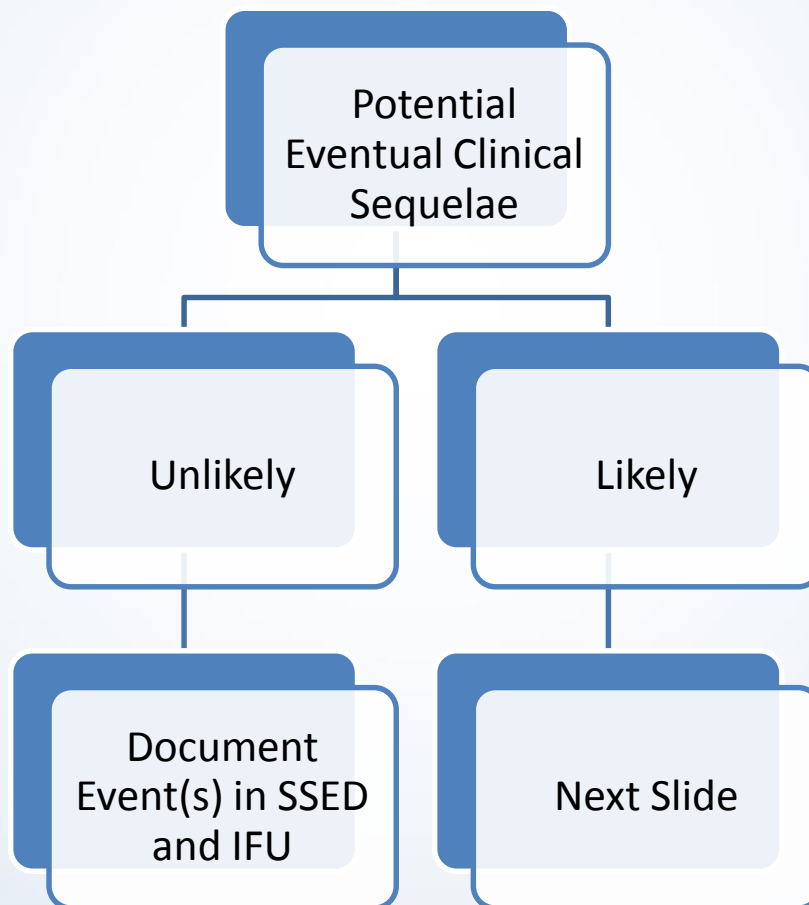 Potential
Eventual Clinical
Sequelae
Unlikely
Likely
Document
Event(s) in SSED
and IFU
Next Slide